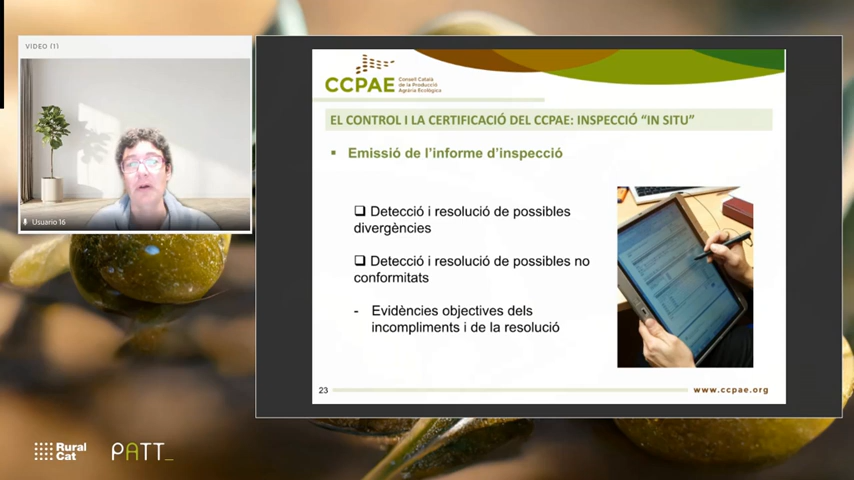 VIDEO (1)
Usuario 16
CCPAE
Consell Català
de la Producció
Agrària Ecològica
EL CONTROL I LA CERTIFICACIÓ DEL CCPAE: INSPECCIÓ “IN SITU”
▪ Emissió de l’informe d’inspecció
❑ Detecció i resolució de possibles
divergències
❑ Detecció i resolució de possibles no
conformitats
- Evidències objectives dels
incompliments i de la resolució
23
www.ccpae.org
Rural
Cat
PATT_